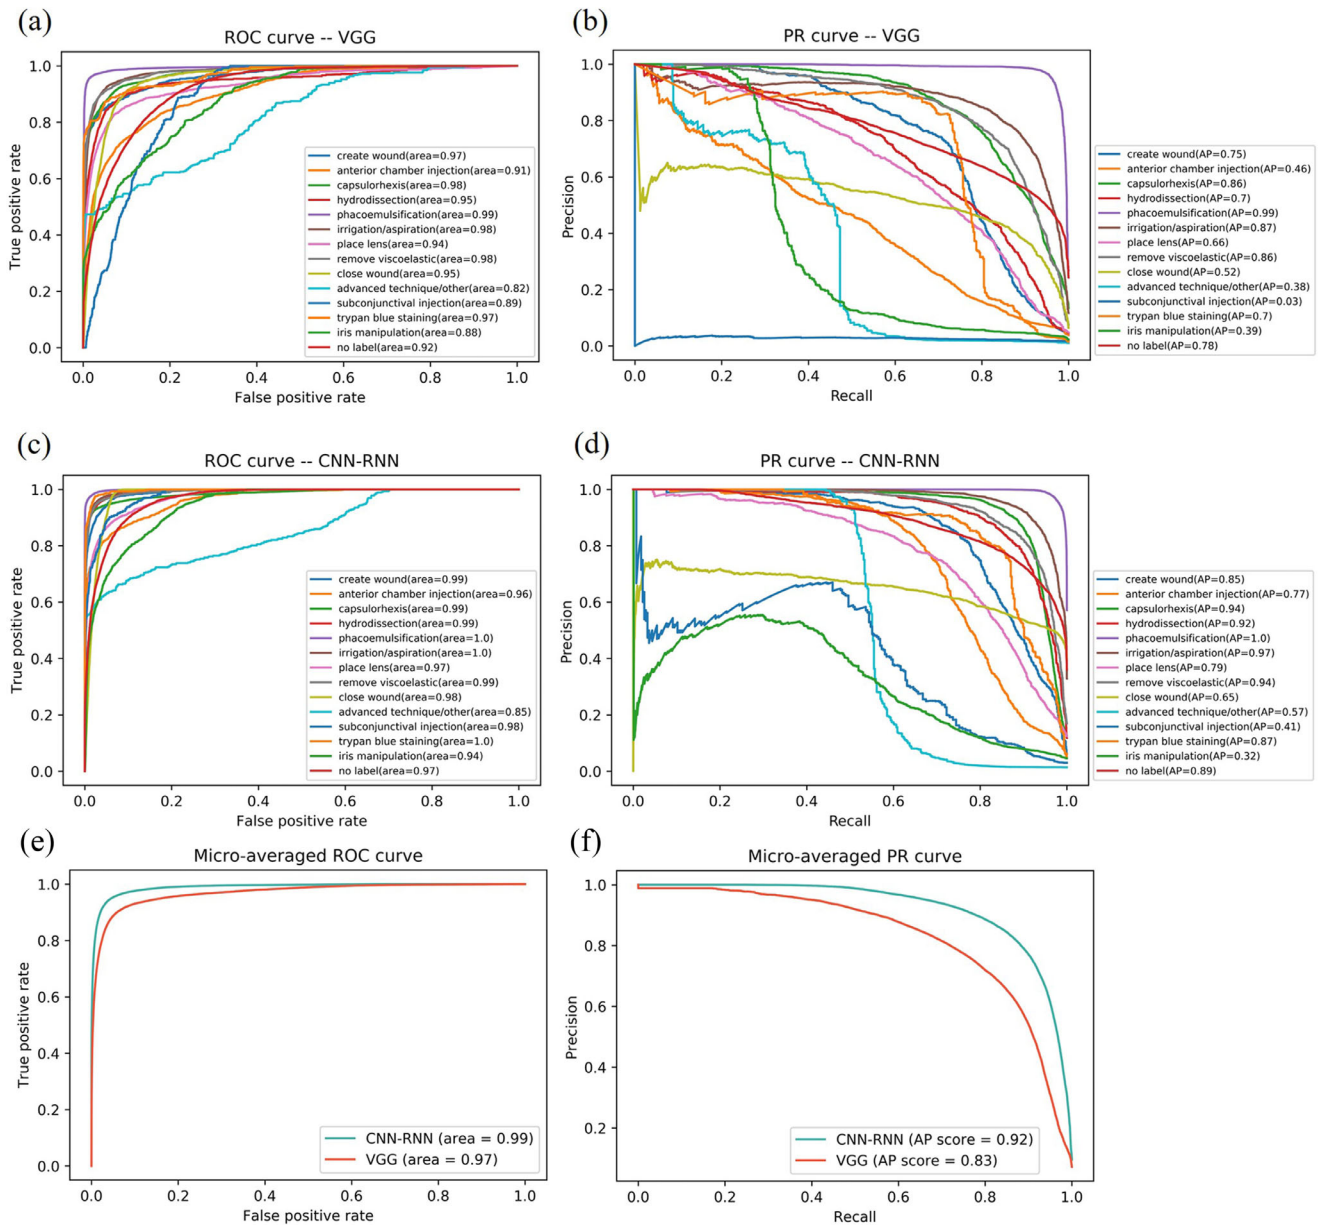 (a)
ROC curve -- VGG
True positive rate
1.0
0.8
0.6
0.4
0.2
0.0
create wound(area=0.97)
anterior chamber injection(area=0.91)
capsulorhexis(area=0.98)
hydrodissection(area=0.95)
phacoemulsification(area=0.99)
irrigation/aspiration(area=0.98)
place lens(area=0.94)
remove viscoelastic(area=0.98)
close wound(area=0.95)
advanced technique/other(area=0.82)
subconjunctival injection(area=0.89)
trypan blue staining(area=0.97)
iris manipulation(area=0.88)
no label(area=0.92)
0.0 0.2 0.4 0.6 0.8 1.0
False positive rate
(b)
PR curve -- VGG
Precision
1.0
0.8
0.6
0.4
0.2
0.0
create wound(AP=0.75)
anterior chamber injection(AP=0.46)
capsulorhexis(AP=0.86)
hydrodissection(AP=0.7)
phacoemulsification(AP=0.99)
irrigation/aspiration(AP=0.87)
place lens(AP=0.66)
remove viscoelastic(AP=0.86)
close wound(AP=0.52)
advanced technique/other(AP=0.38)
subconjunctival injection(AP=0.03)
trypan blue staining(AP=0.7)
iris manipulation(AP=0.39)
no label(AP=0.78)
0.0 0.2 0.4 0.6 0.8 1.0
Recall
(c)
ROC curve -- CNN-RNN
True positive rate
1.0
0.8
0.6
0.4
0.2
0.0
create wound(area=0.99)
anterior chamber injection(area=0.96)
capsulorhexis(area=0.99)
hydrodissection(area=0.99)
phacoemulsification(area=1.0)
irrigation/aspiration(area=1.0)
place lens(area=0.97)
remove viscoelastic(area=0.99)
close wound(area=0.98)
advanced technique/other(area=0.85)
subconjunctival injection(area=0.98)
trypan blue staining(area=1.0)
iris manipulation(area=0.94)
no label(area=0.97)
0.0 0.2 0.4 0.6 0.8 1.0
False positive rate
(d)
PR curve -- CNN-RNN
Precision
1.0
0.8
0.6
0.4
0.2
0.0
create wound(AP=0.85)
anterior chamber injection(AP=0.77)
capsulorhexis(AP=0.94)
hydrodissection(AP=0.92)
phacoemulsification(AP=1.0)
irrigation/aspiration(AP=0.97)
place lens(AP=0.79)
remove viscoelastic(AP=0.94)
close wound(AP=0.65)
advanced technique/other(AP=0.57)
subconjunctival injection(AP=0.41)
trypan blue staining(AP=0.87)
iris manipulation(AP=0.32)
no label(AP=0.89)
0.0 0.2 0.4 0.6 0.8 1.0
Recall
(e)
Micro-averaged ROC curve
True positive rate
1.0
0.8
0.6
0.4
0.2
0.0
CNN-RNN (area = 0.99)
VGG (area = 0.97)
0.0 0.2 0.4 0.6 0.8 1.0
False positive rate
(f)
Micro-averaged PR curve
Precision
1.0
0.8
0.6
0.4
0.2
CNN-RNN (AP score = 0.92)
VGG (AP score = 0.83)
0.0 0.2 0.4 0.6 0.8 1.0
Recall